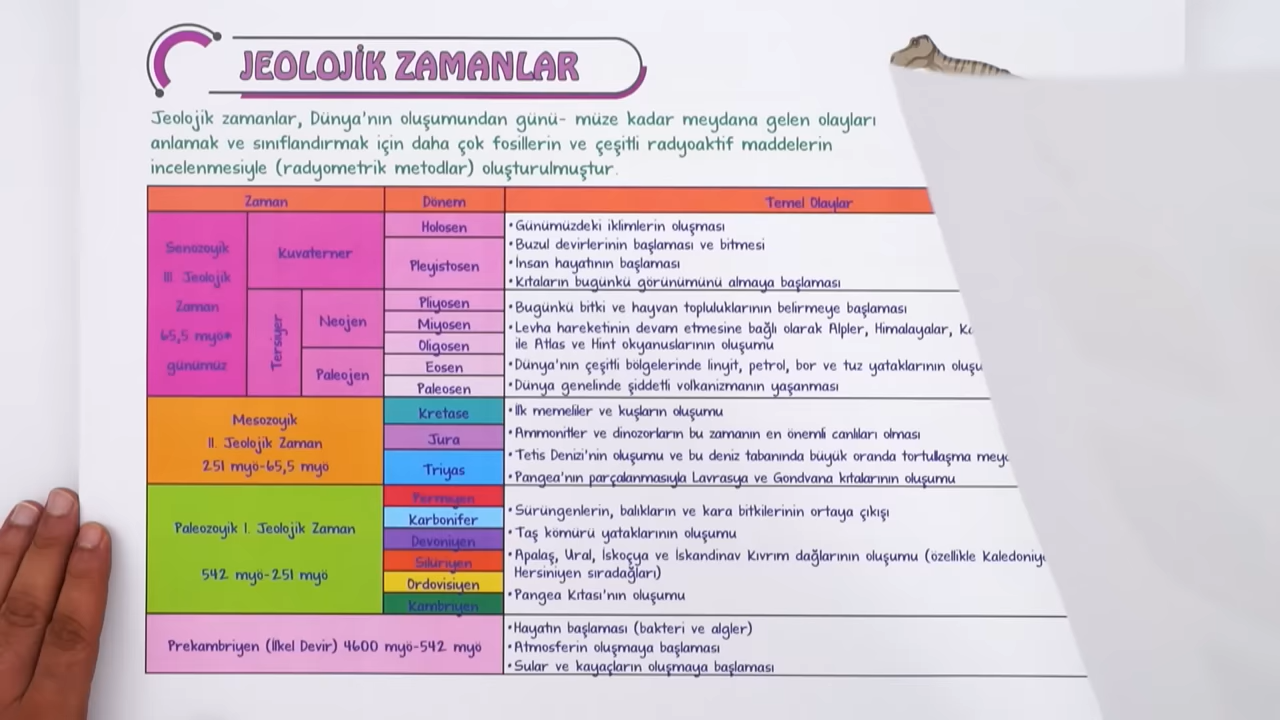 JEOLOJİK ZAMANLAR
Jeolojik zamanlar, Dünya'nın oluşumundan günü- müze kadar meydana gelen olayları
anlamak ve sınıflandırmak için daha çok fosillerin ve çeşitli radyoaktif maddelerin
incelenmesiyle (radyometrik metodlar) oluşturulmuştur.
Zaman Dönem Temel Olaylar
Senozoyik
III. Jeolojik
Zaman
65,5 myö*
günümüz
Kuvaterner
Tersiyer
Neojen
Paleojen
Holosen
Pleyistosen
Pliyosen
Miyosen
Oligosen
Eosen
Paleosen
•Günümüzdeki iklimlerin oluşması
•Buzul devirlerinin başlaması ve bitmesi
•İnsan hayatının başlaması
•Kıtaların bugünkü görünümünü almaya başlaması
•Bugünkü bitki ve hayvan topluluklarının belirmeye başlaması
•Levha hareketinin devam etmesine bağlı olarak Alpler, Himalayalar,
ile Atlas ve Hint okyanuslarının oluşumu
•Dünya'nın çeşitli bölgelerinde linyit, petrol, bor ve tuz yataklarının
•Dünya genelinde şiddetli volkanizmanın yaşanması
Mesozoyik
II. Jeolojik Zaman
251 myö-65,5 myö
Kretase
Jura
Triyas
•İlk memeliler ve kuşların oluşumu
•Ammonitler ve dinozorların bu zamanın en önemli canlıları olması
•Tetis Denizi'nin oluşumu ve bu deniz tabanında büyük oranda tortullaşma
•Pangea'nın parçalanmasıyla Lavrasya ve Gondvana kıtalarının oluşumu
Paleozoyik I. Jeolojik Zaman
542 myö-251 myö
Permiyen
Karbonifer
Devoniyen
Silüriyen
Ordovisiyen
Kambriyen
•Sürüngenlerin, balıkların ve kara bitkilerinin ortaya çıkışı
•Taş kömürü yataklarının oluşumu
•Apalaş, Ural, İskoçya ve İskandinav Kıvrım dağlarının oluşumu (özellikle
Hersiniyen sıradağları)
•Pangea Kıtası'nın oluşumu
Prekambriyen (İlkel Devir) 4600 myö-542 myö
•Hayatın başlaması (bakteri ve algler)
•Atmosferin oluşmaya başlaması
•Sular ve kayaçların oluşmaya başlaması